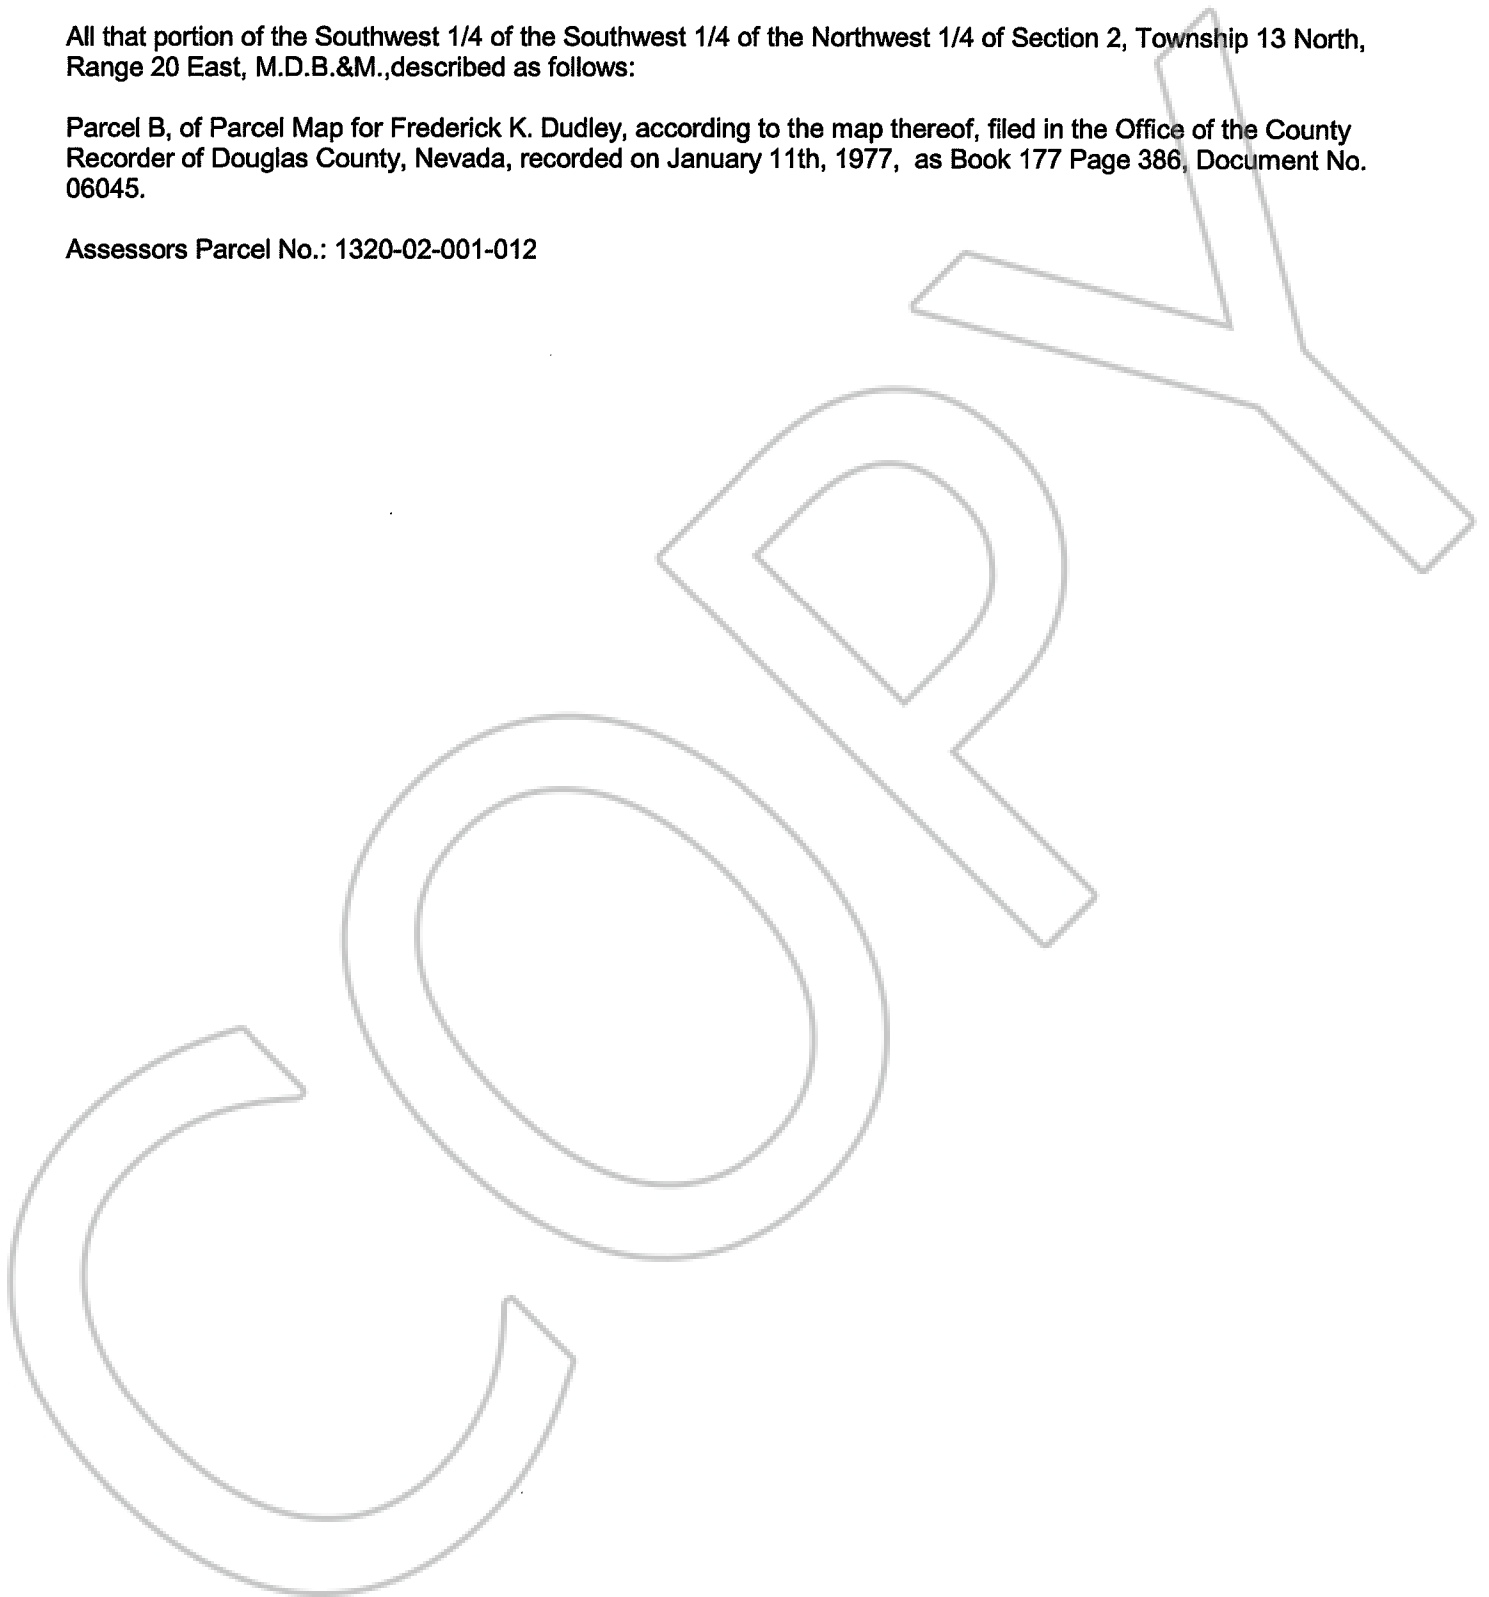 All that portion of the Southwest 1/4 of the Southwest 1/4 of the Northwest 1/4 of Section 2, Township 13 North,
Range 20 East, M.D.B.&M.,described as follows:
Parcel B, of Parcel Map for Frederick K. Dudley, according to the map thereof, filed in the Office of the County
Recorder of Douglas County, Nevada, recorded on January 11th, 1977,  as Book 177 Page 386, Document No.
06045.
Assessors Parcel No.: 1320-02-001-012
COPY